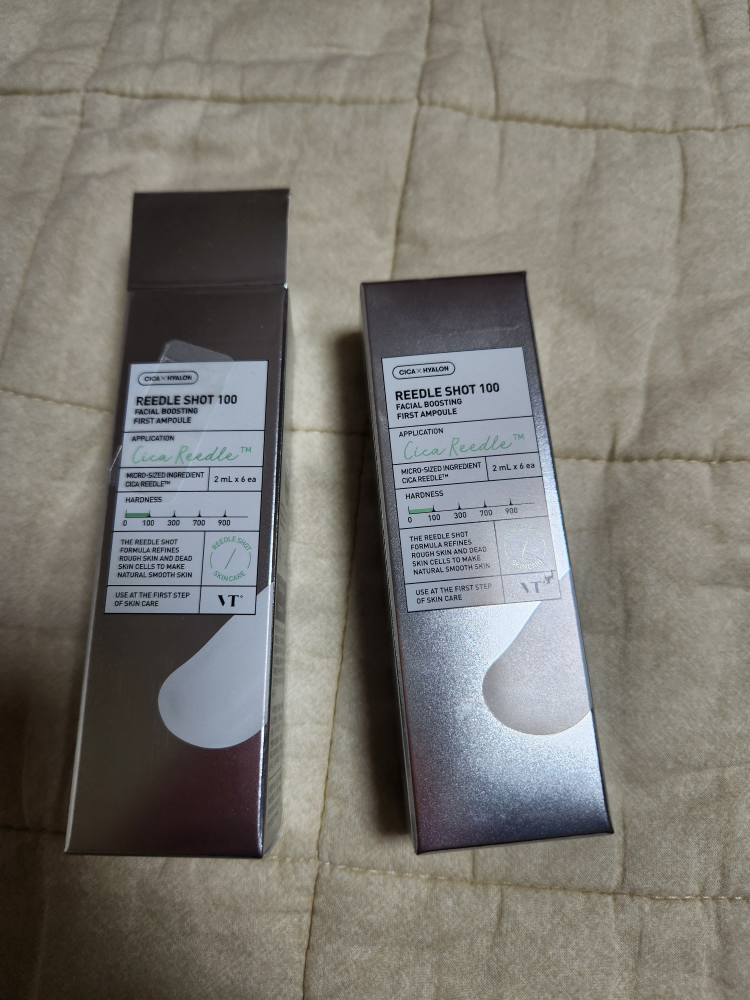 CICA × HYALON
REEDLE SHOT 100
FACIAL BOOSTING
FIRST AMPOULE
APPLICATION
Cica Reedle™
MICRO-SIZED INGREDIENT
CICA REEDLE™
2 mL x 6 ea
HARDNESS
0 100 300 700 900
THE REEDLE SHOT
FORMULA REFINES
ROUGH SKIN AND DEAD
SKIN CELLS TO MAKE
NATURAL SMOOTH SKIN
REEDLE SHOT
SKINCARE
USE AT THE FIRST STEP
OF SKIN CARE
VT
CICA × HYALON
REEDLE SHOT 100
FACIAL BOOSTING
FIRST AMPOULE
APPLICATION
Cica Reedle™
MICRO-SIZED INGREDIENT
CICA REEDLE™
2 mL x 6 ea
HARDNESS
0 100 300 700 900
THE REEDLE SHOT
FORMULA REFINES
ROUGH SKIN AND DEAD
SKIN CELLS TO MAKE
NATURAL SMOOTH SKIN
SKINCARE
USE AT THE FIRST STEP
OF SKIN CARE
VT